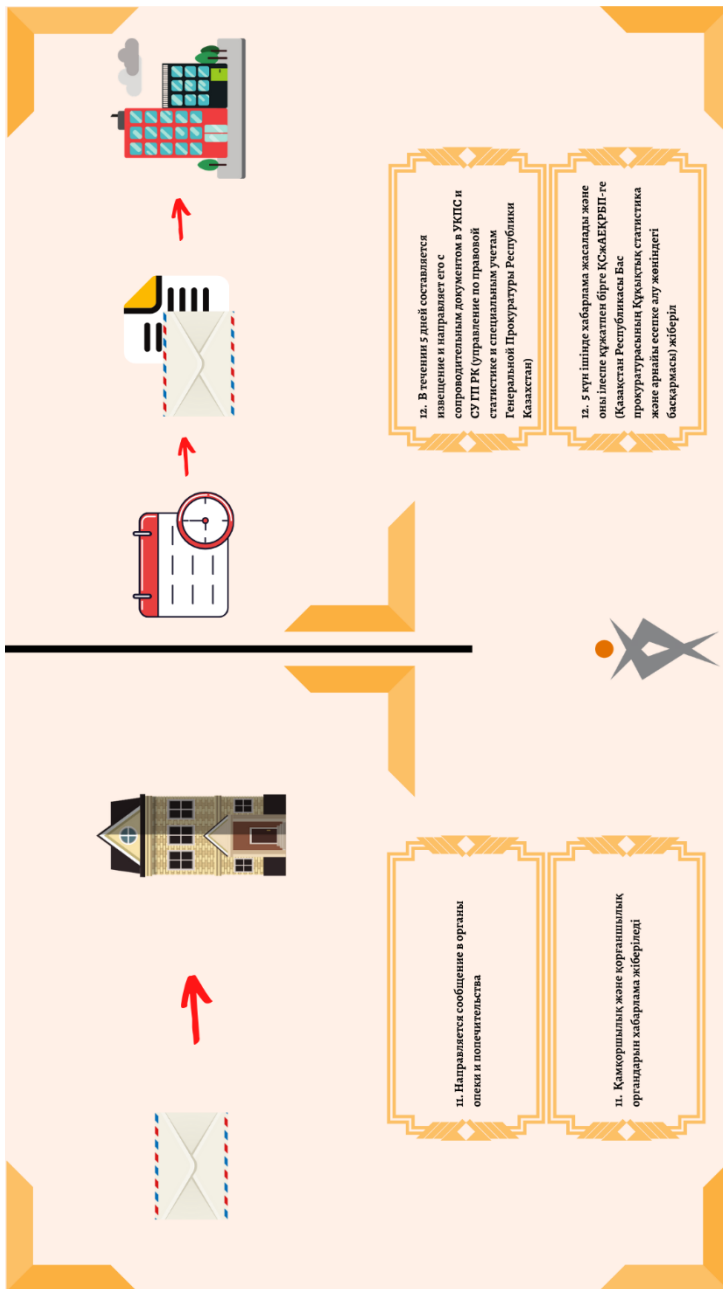 11. Направляется сообщение в органы
опеки и попечительства
11. Қамқоршылық және қорғаншылық
органдарын хабарлама жіберіледі
12. В течении 5 дней составляется
извещение и направляет его с
сопроводительным документом в УКПС и
СУ ГП РК (управление по правовой
статистике и специальным учетам
Генеральной Прокуратуры Республики
Казахстан)
12. 5 күн ішінде хабарлама жасалады және
оны ілеспе құжатпен бірге ҚСжАЕҚРБП-ге
(Қазақстан Республикасы Бас
прокуратурасының Құқықтық статистика
және арнайы есепке алу жөніндегі
басқармасы) жіберіл